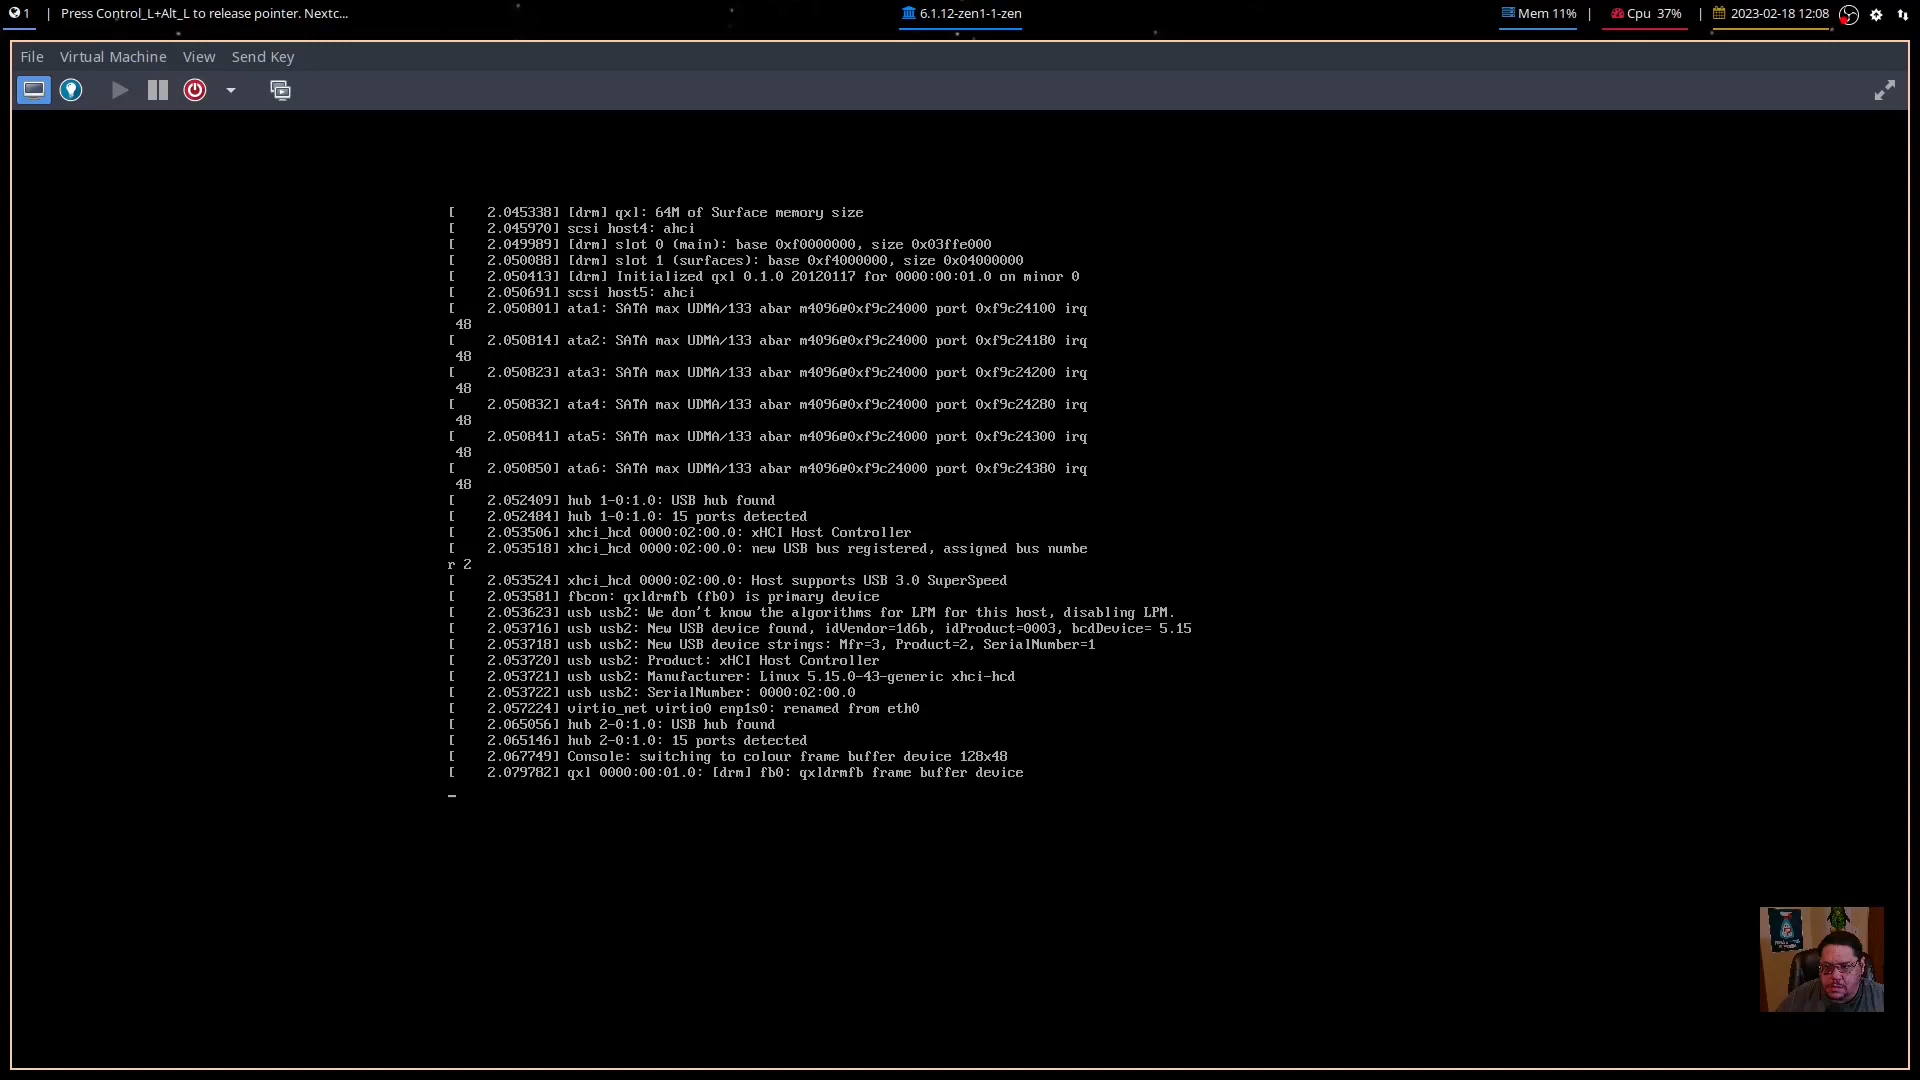 1 | Press Control_L+Alt_L to release pointer. Nextc...
6.1.12-zen1-1-zen
Mem 11% | Cpu 37% | 2023-02-18 12:08
File Virtual Machine View Send Key
[    2.045338] [drm] qxl: 64M of Surface memory size
[    2.045970] scsi host4: ahci
[    2.049989] [drm] slot 0 (main): base 0xf0000000, size 0x03ffe000
[    2.050088] [drm] slot 1 (surfaces): base 0xf4000000, size 0x04000000
[    2.050413] [drm] Initialized qxl 0.1.0 20120117 for 0000:00:01.0 on minor 0
[    2.050691] scsi host5: ahci
[    2.050801] ata1: SATA max UDMA/133 abar m4096@0xf9c24000 port 0xf9c24100 irq
48
[    2.050814] ata2: SATA max UDMA/133 abar m4096@0xf9c24000 port 0xf9c24180 irq
48
[    2.050823] ata3: SATA max UDMA/133 abar m4096@0xf9c24000 port 0xf9c24200 irq
48
[    2.050832] ata4: SATA max UDMA/133 abar m4096@0xf9c24000 port 0xf9c24280 irq
48
[    2.050841] ata5: SATA max UDMA/133 abar m4096@0xf9c24000 port 0xf9c24300 irq
48
[    2.050850] ata6: SATA max UDMA/133 abar m4096@0xf9c24000 port 0xf9c24380 irq
48
[    2.052409] hub 1-0:1.0: USB hub found
[    2.052484] hub 1-0:1.0: 15 ports detected
[    2.053506] xhci_hcd 0000:02:00.0: xHCI Host Controller
[    2.053518] xhci_hcd 0000:02:00.0: new USB bus registered, assigned bus numbe
r 2
[    2.053524] xhci_hcd 0000:02:00.0: Host supports USB 3.0 SuperSpeed
[    2.053581] fbcon: qxldrmfb (fb0) is primary device
[    2.053623] usb usb2: We don't know the algorithms for LPM for this host, disabling LPM.
[    2.053716] usb usb2: New USB device found, idVendor=1d6b, idProduct=0003, bcdDevice= 5.15
[    2.053718] usb usb2: New USB device strings: Mfr=3, Product=2, SerialNumber=1
[    2.053720] usb usb2: Product: xHCI Host Controller
[    2.053721] usb usb2: Manufacturer: Linux 5.15.0-43-generic xhci-hcd
[    2.053722] usb usb2: SerialNumber: 0000:02:00.0
[    2.057224] virtio_net virtio0 enp1s0: renamed from eth0
[    2.065056] hub 2-0:1.0: USB hub found
[    2.065146] hub 2-0:1.0: 15 ports detected
[    2.067749] Console: switching to colour frame buffer device 128x48
[    2.079782] qxl 0000:00:01.0: [drm] fb0: qxldrmfb frame buffer device